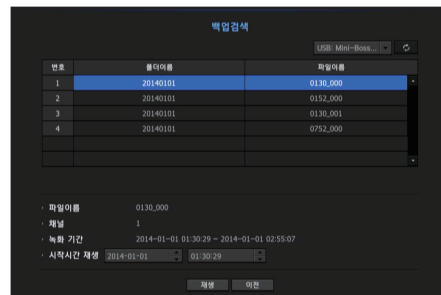 백업검색
USB: Mini-Boss...
번호 폴더이름 파일이름
1 20140101 0130_000
2 20140101 0152_000
3 20140101 0130_001
4 20140101 0752_000
· 파일이름 0130_000
· 채널 1
· 녹화 기간 2014-01-01 01:30:29 ~ 2014-01-01 02:55:07
· 시작시간 재생 2014-01-01 01:30:29
재생 이전